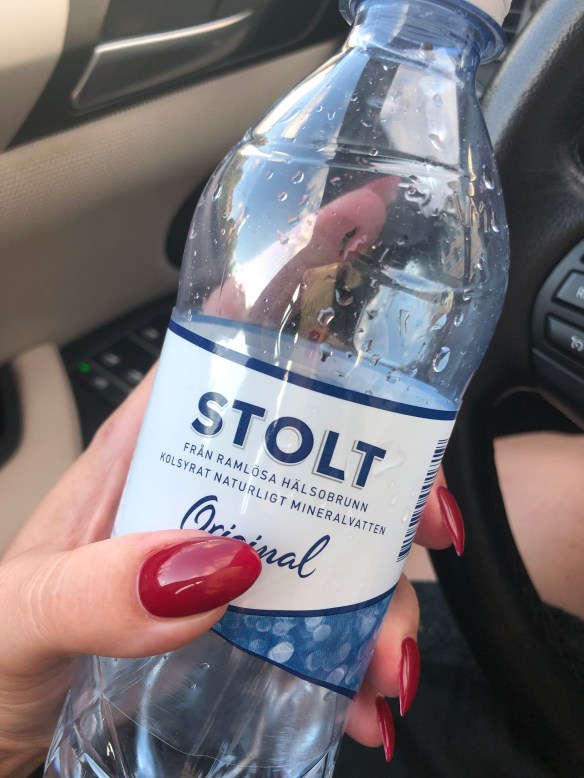 STOLT
FRÅN RAMLÖSA HÄLSOBRUNN
KOLSYRAT NATURLIGT MINERALVATTEN
Original